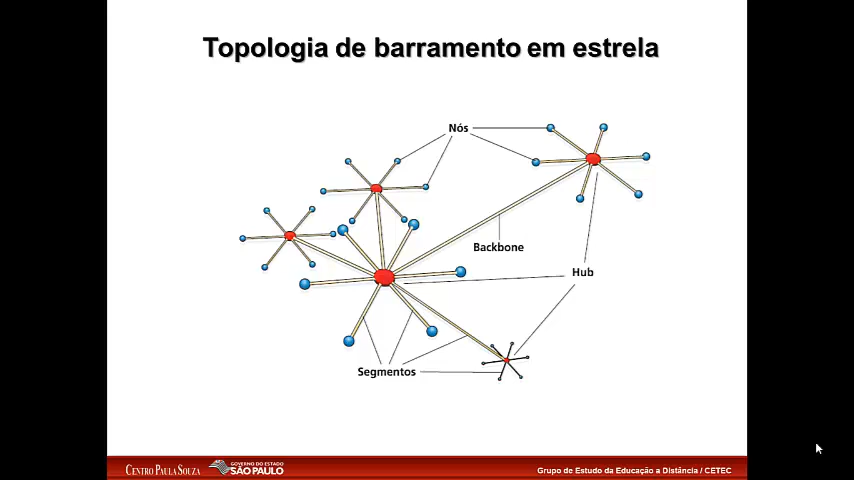 Topologia de barramento em estrela
Nós
Backbone
Hub
Segmentos
CENTRO PAULA SOUZA
GOVERNO DO ESTADO
SÃO PAULO
Grupo de Estudo da Educação a Distância / CETEC